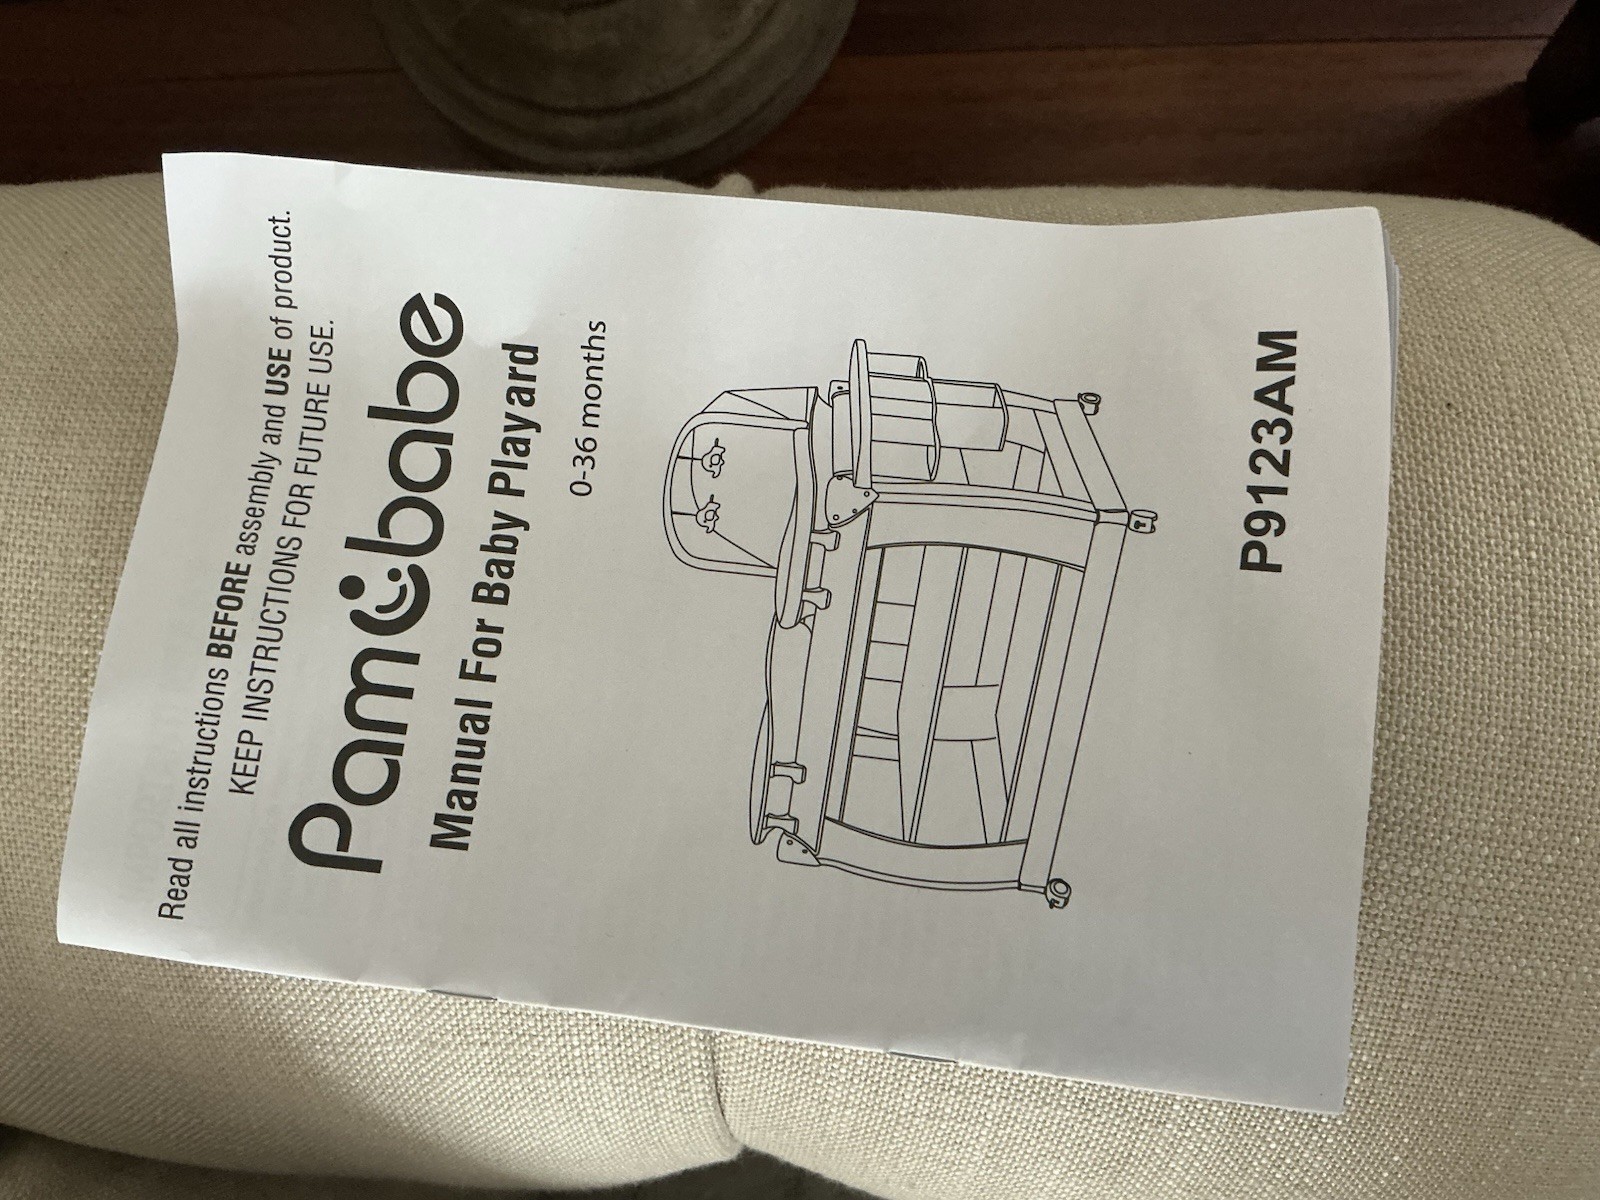 Read all instructions BEFORE assembly and USE of product.
KEEP INSTRUCTIONS FOR FUTURE USE.
Pamobabe
Manual For Baby Playard
0-36 months
P9123AM